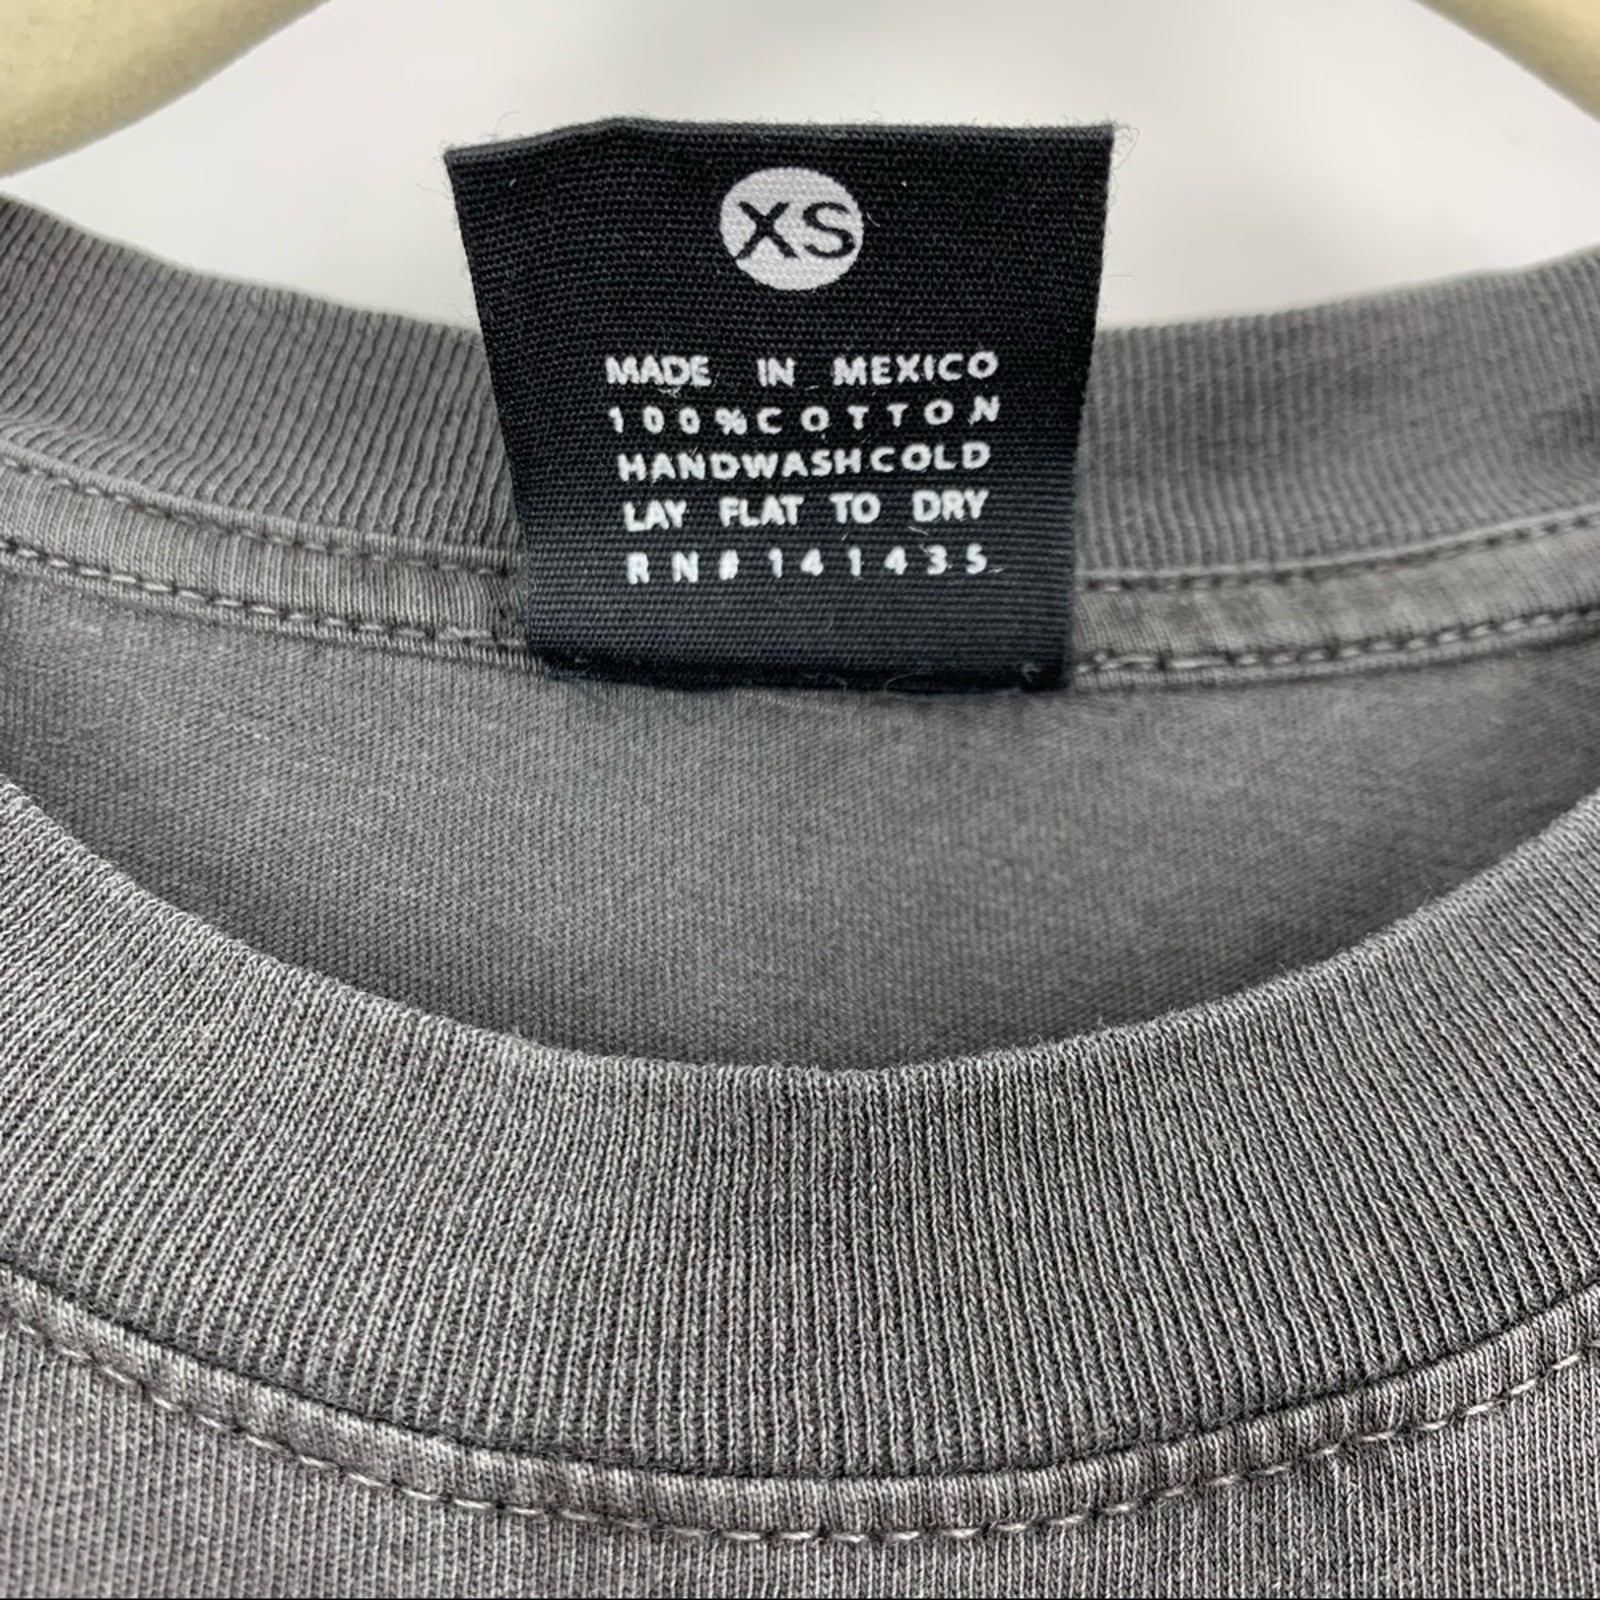 XS
MADE IN MEXICO
100%COTTON
HANDWASHCOLD
LAY FLAT TO DRY
RN#141435